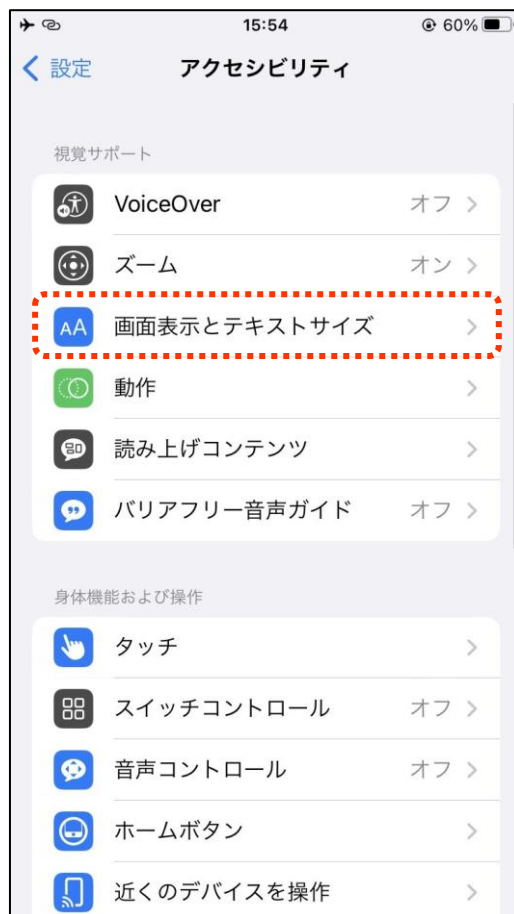 15:54
60%
設定
アクセシビリティ
視覚サポート
VoiceOver オフ
ズーム オン
AA 画面表示とテキストサイズ
動作
読み上げコンテンツ
バリアフリー音声ガイド オフ
身体機能および操作
タッチ
スイッチコントロール オフ
音声コントロール オフ
ホームボタン
近くのデバイスを操作